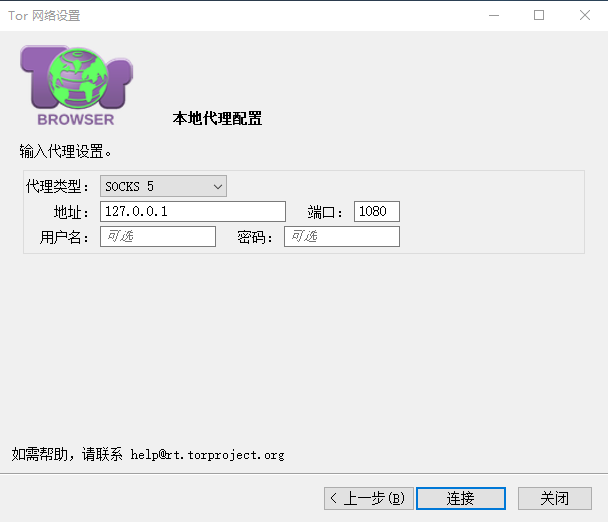 Tor 网络设置
Tor
BROWSER
本地代理配置
输入代理设置。
代理类型： SOCKS 5
地址： 127.0.0.1 端口： 1080
用户名： 可选 密码： 可选
如需帮助，请联系 help@rt.torproject.org
< 上一步(B) 连接 关闭